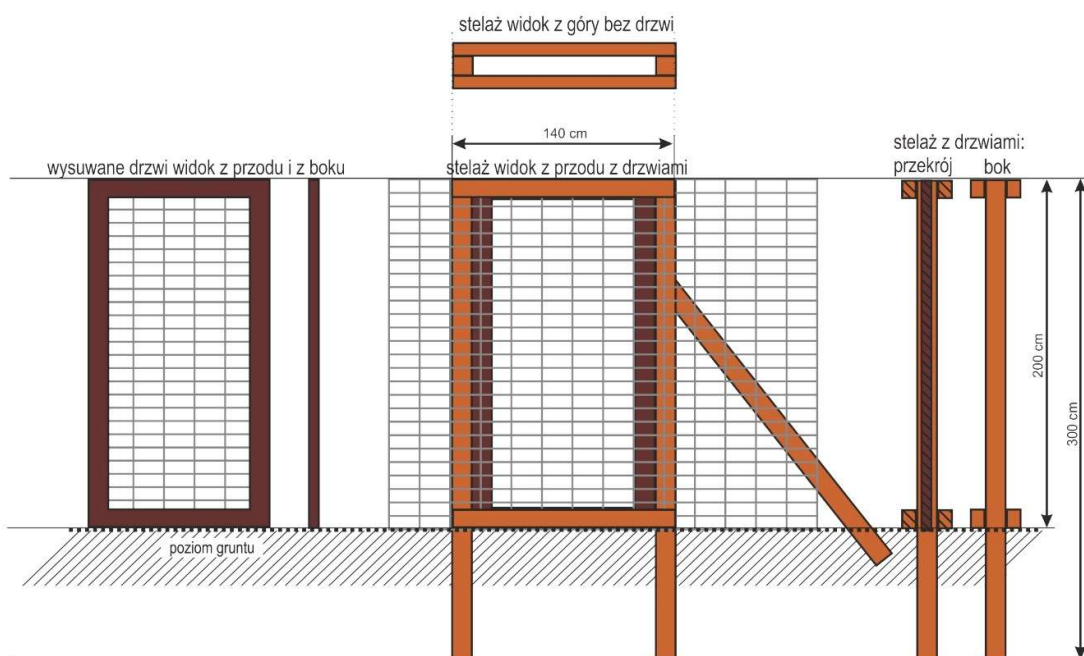 stelaż widok z góry bez drzwi
140 cm
wysuwane drzwi widok z przodu i z boku
stelaż widok z przodu z drzwiami
stelaż z drzwiami:
przekrój
bok
200 cm
300 cm
poziom gruntu